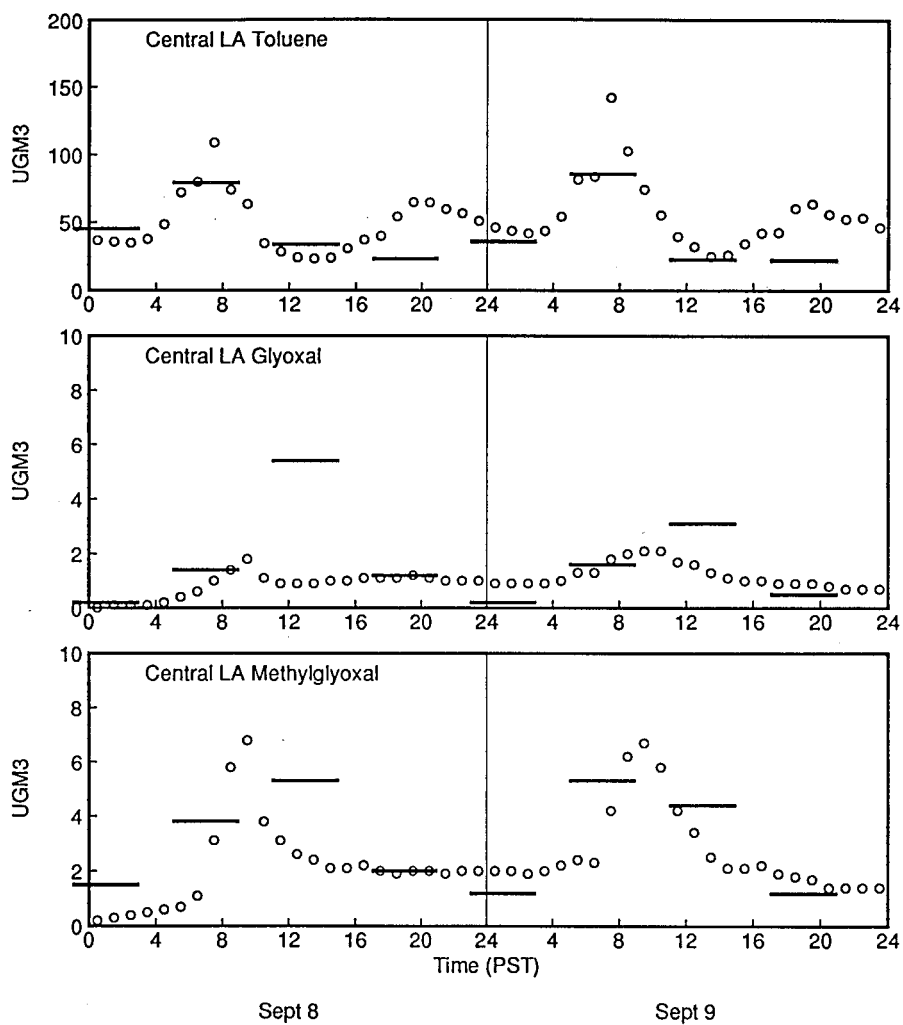 Central LA Toluene
UGM3
200
150
100
50
0
0 4 8 12 16 20 24 4 8 12 16 20 24
Central LA Glyoxal
UGM3
10
8
6
4
2
0
0 4 8 12 16 20 24 4 8 12 16 20 24
Central LA Methylglyoxal
UGM3
10
8
6
4
2
0
0 4 8 12 16 20 24 4 8 12 16 20 24
Time (PST)
Sept 8 Sept 9